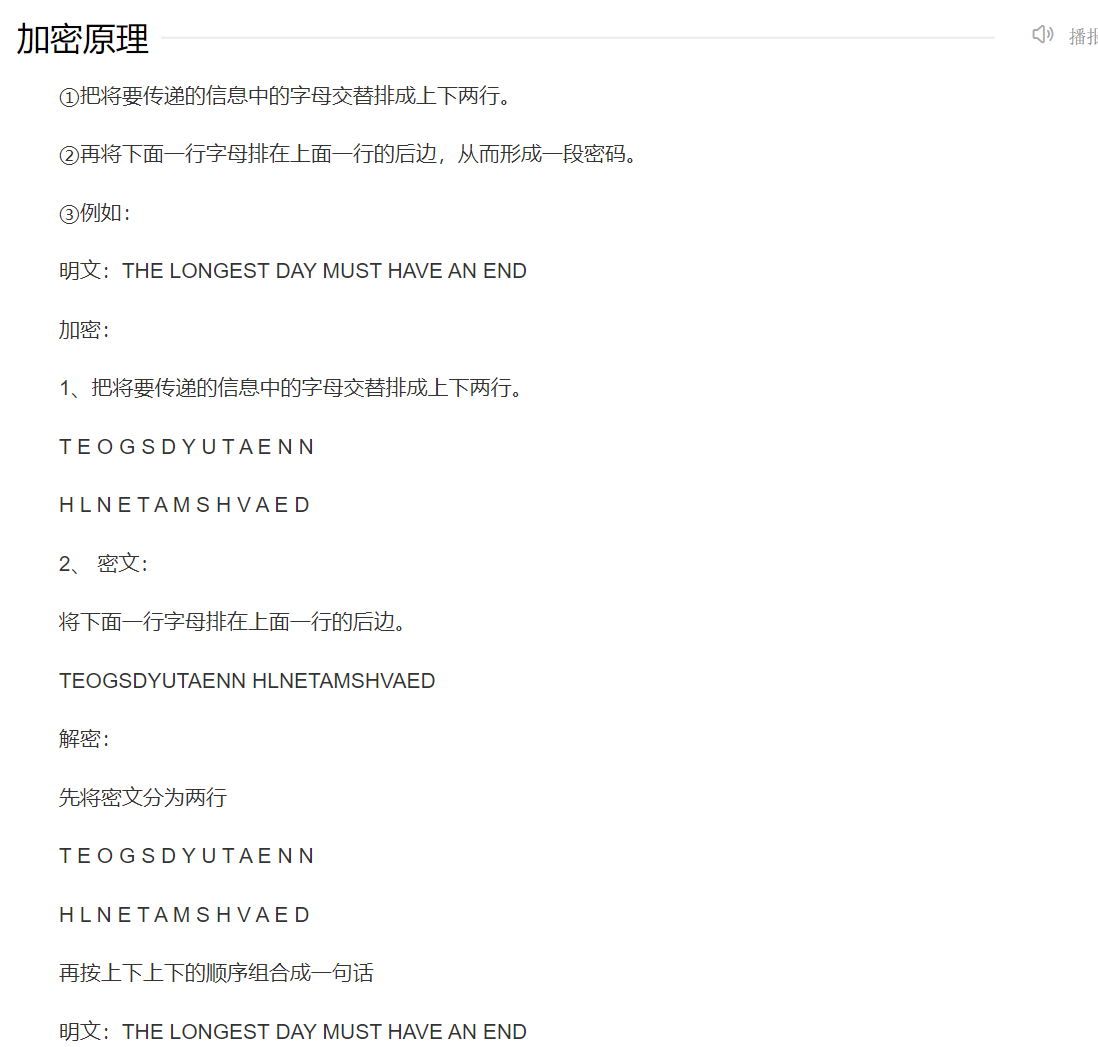 加密原理
播报
①把将要传递的信息中的字母交替排成上下两行。
②再将下面一行字母排在上面一行的后边，从而形成一段密码。
③例如：
明文：THE LONGEST DAY MUST HAVE AN END
加密：
1、把将要传递的信息中的字母交替排成上下两行。
T E O G S D Y U T A E N N
H L N E T A M S H V A E D
2、 密文：
将下面一行字母排在上面一行的后边。
TEOGSDYUTAENN HLNETAMSHVAED
解密：
先将密文分为两行
T E O G S D Y U T A E N N
H L N E T A M S H V A E D
再按上下上下的顺序组合成一句话
明文：THE LONGEST DAY MUST HAVE AN END